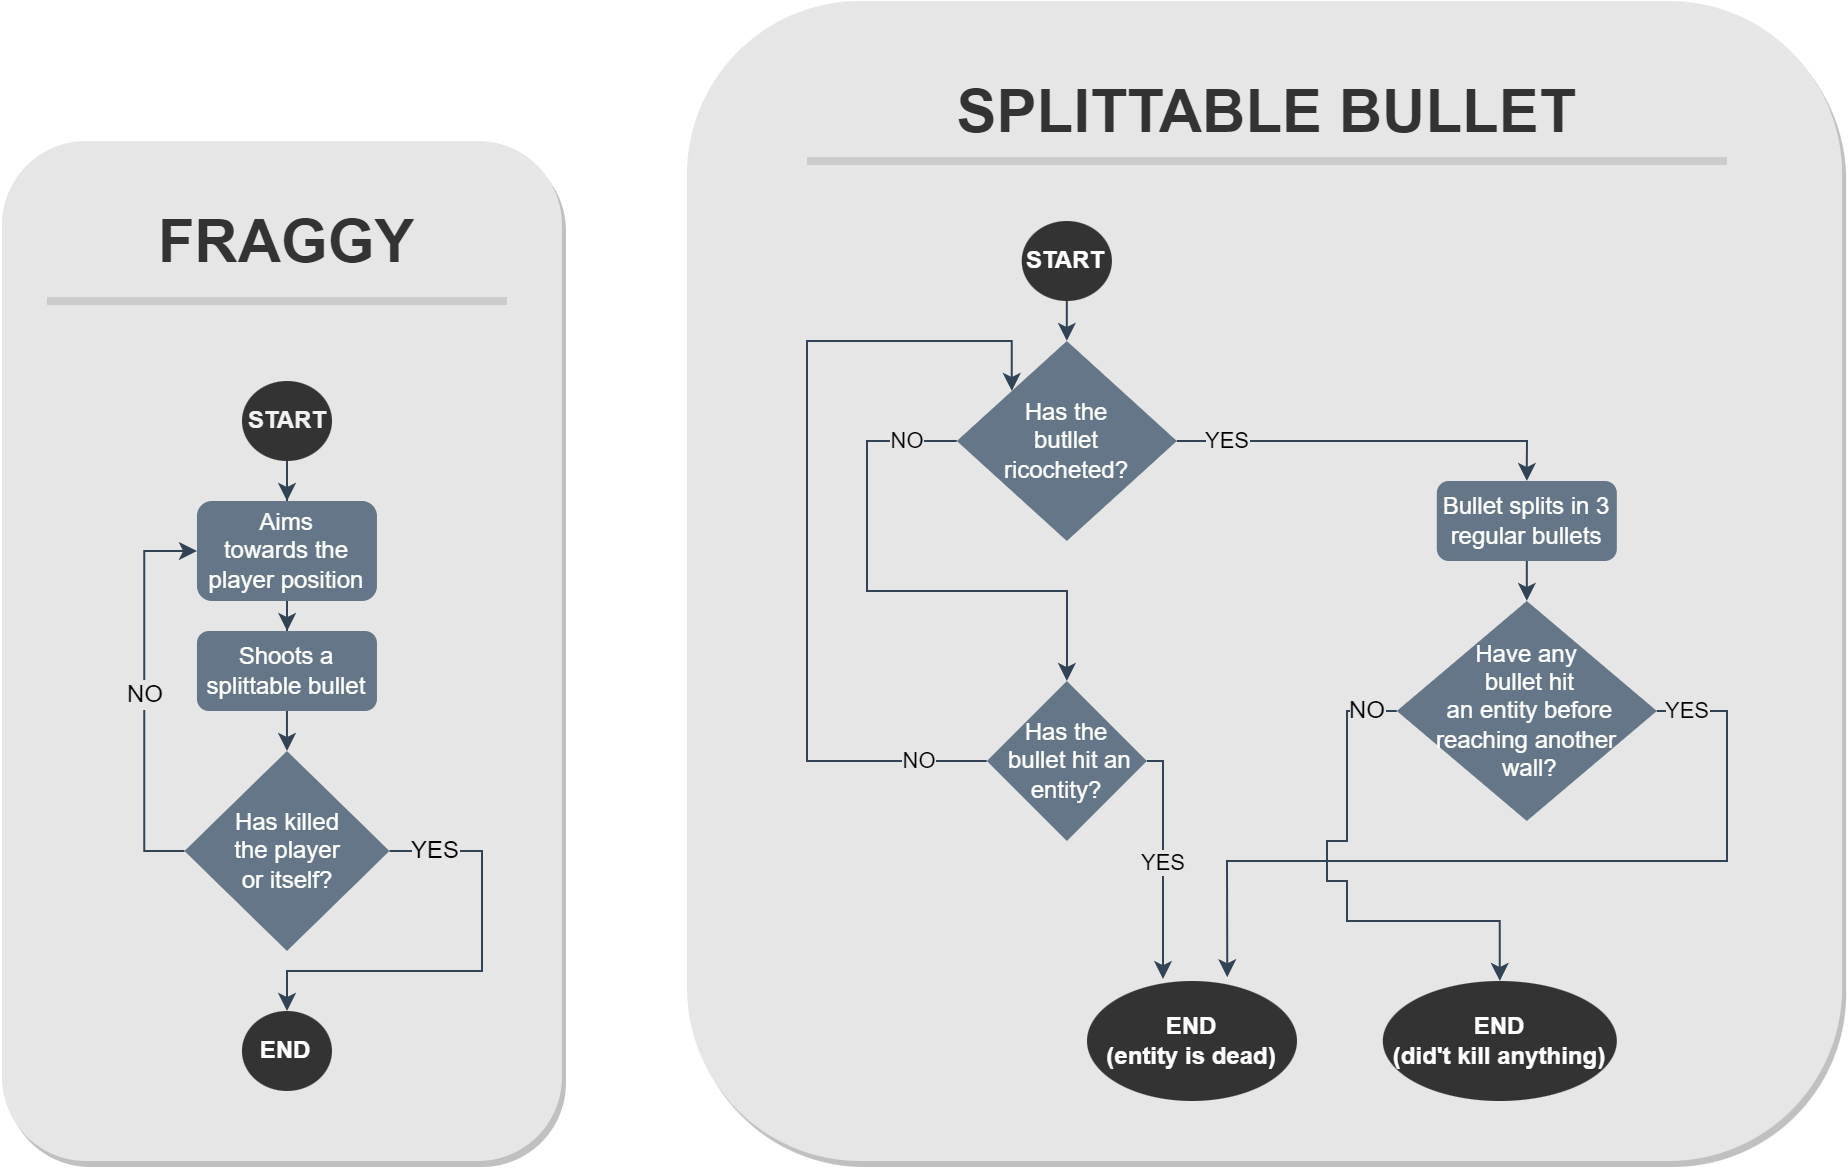 FRAGGY
START
Aims
towards the
player position
Shoots a
splittable bullet
NO
Has killed
the player
or itself?
YES
END
SPLITTABLE BULLET
START
Has the
butllet
ricocheted?
NO
YES
Bullet splits in 3
regular bullets
Have any
bullet hit
an entity before
reaching another
wall?
NO
YES
Has the
bullet hit an
entity?
NO
YES
END
(entity is dead)
END
(did't kill anything)